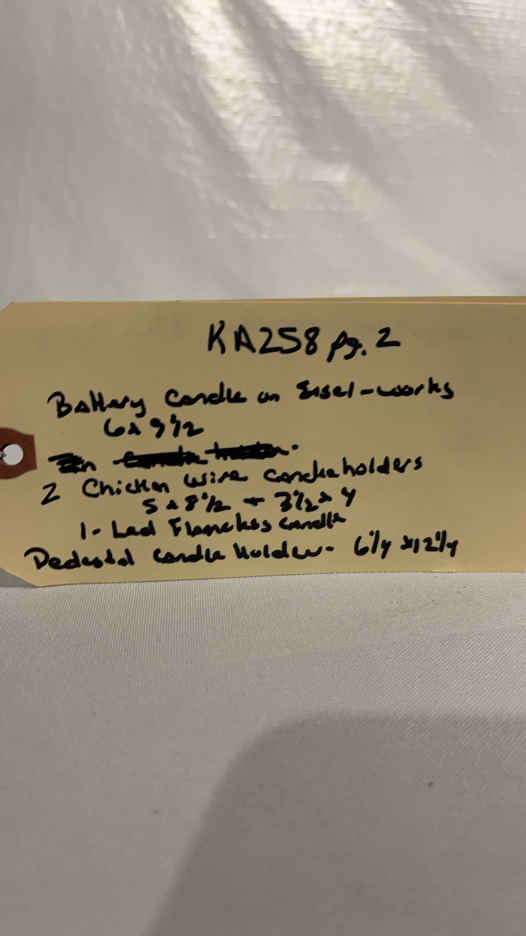 KA258 pg. 2
Battery Candle on Easel - works
6 x 9 1/2
2 Chicken wire candleholders
5 x 8 1/2 - 3 1/2 x 4
1 - Led Flameless Candle
Pedestal Candle Holder - 6 1/4 x 12 1/4